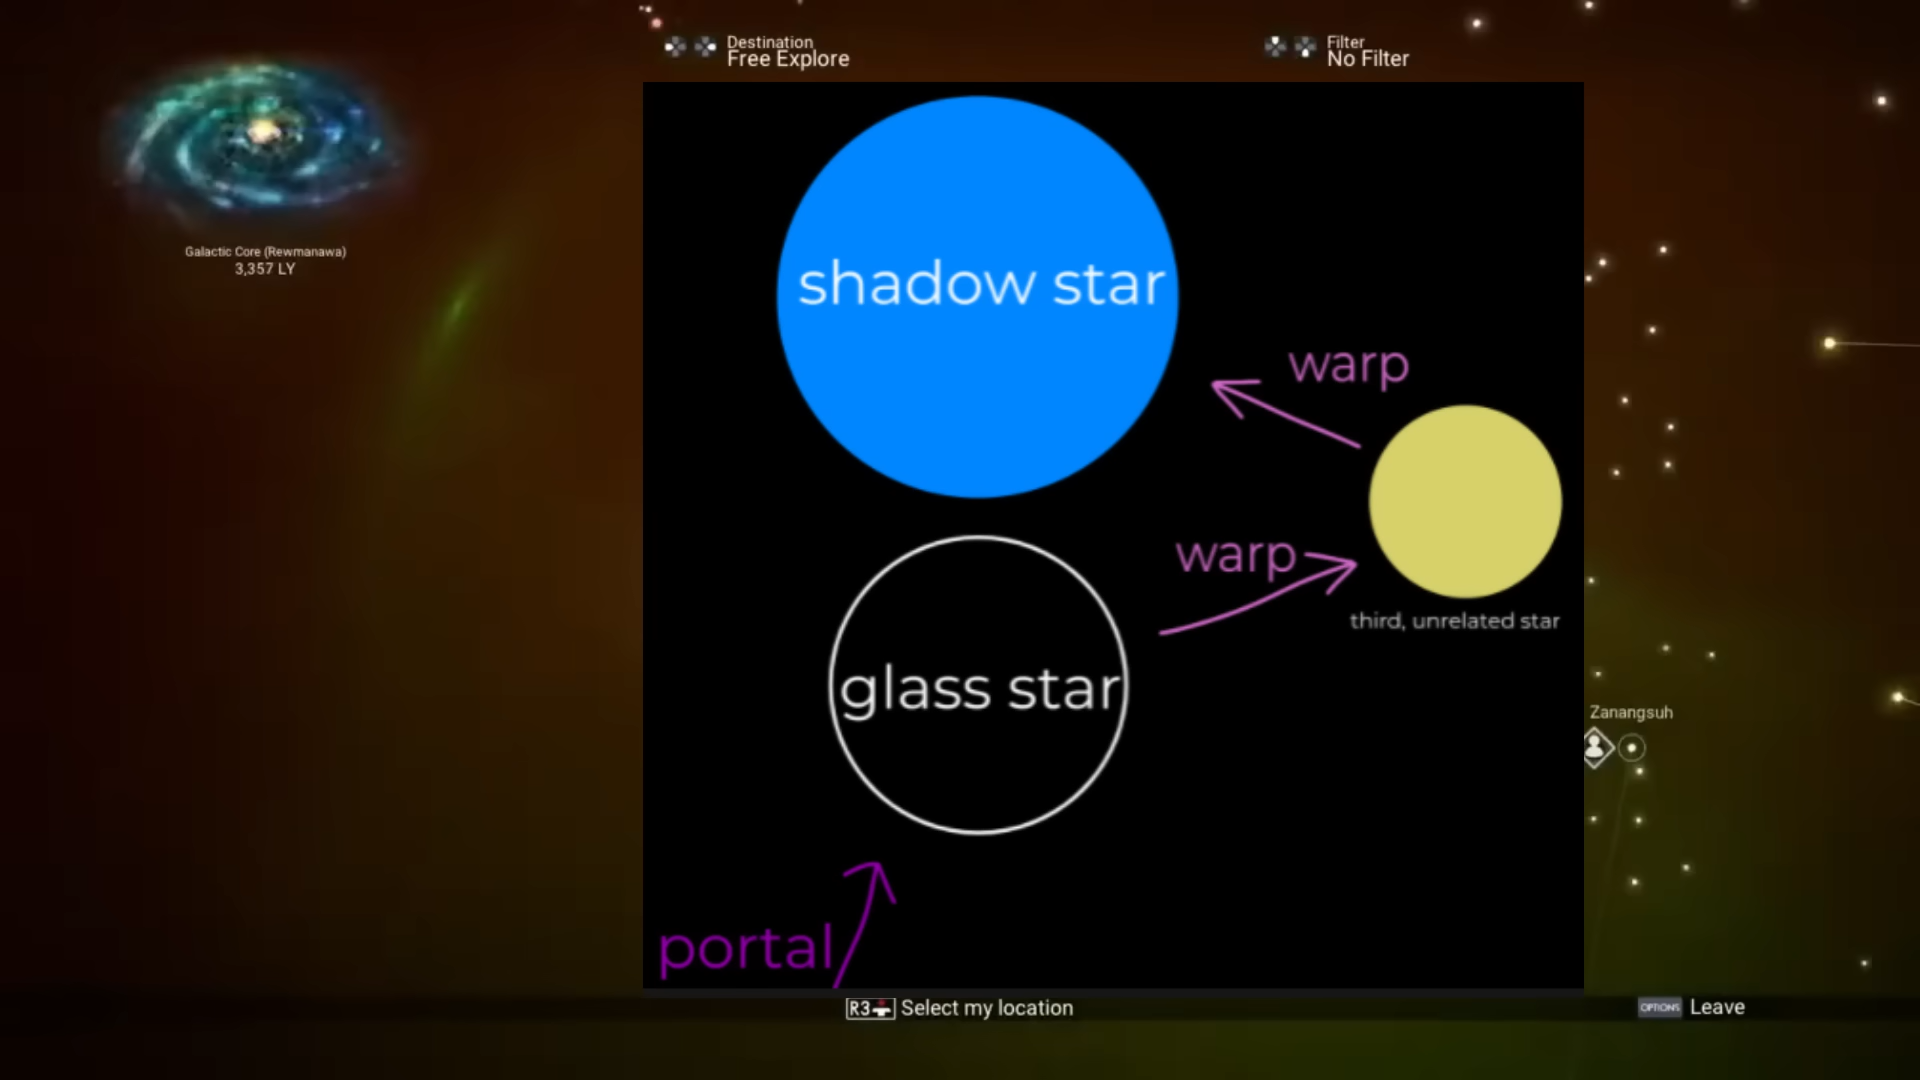 Destination
Free Explore
Filter
No Filter
Galactic Core (Rewmanawa)
3,357 LY
shadow star
warp
warp
third, unrelated star
glass star
Zanangsuh
portal
R3 Select my location
OPTIONS Leave